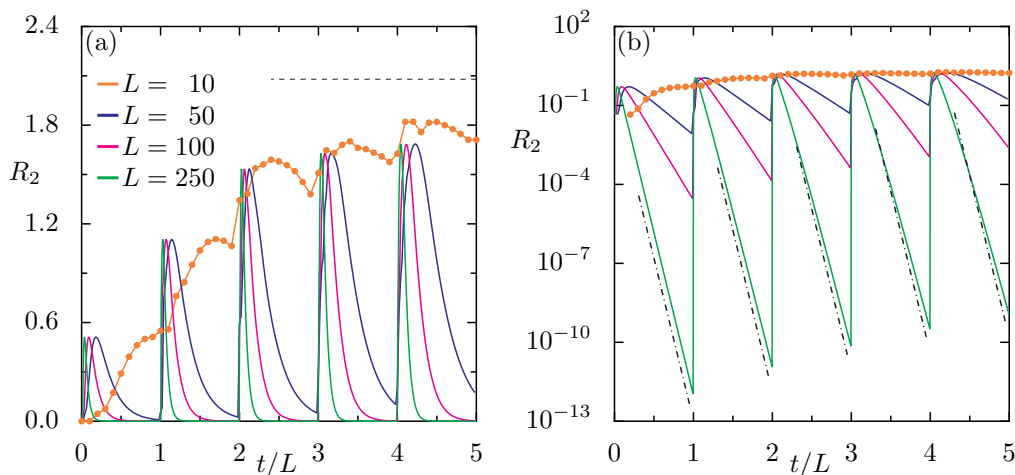 (a)
2.4
1.8
1.2
0.6
0.0
R₂
L = 10
L = 50
L = 100
L = 250
0 1 2 3 4 5
t/L
(b)
10²
10⁻¹
10⁻⁴
10⁻⁷
10⁻¹⁰
10⁻¹³
R₂
0 1 2 3 4 5
t/L